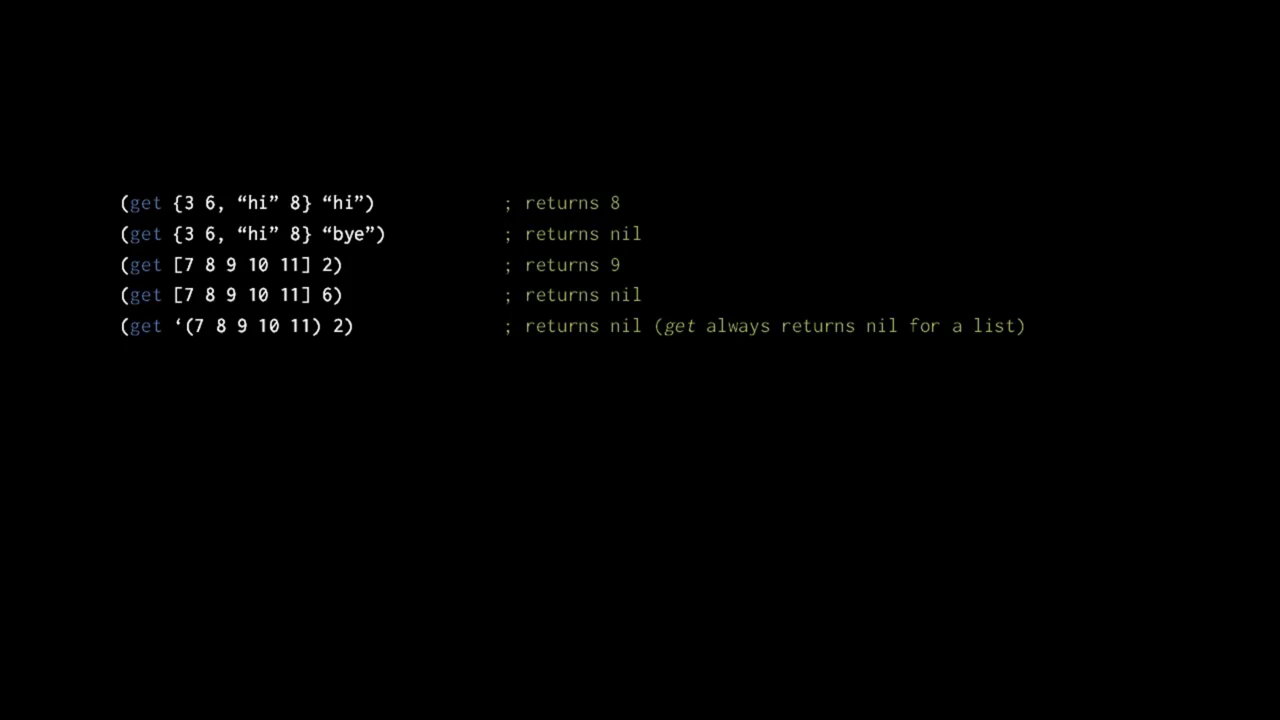 (get {3 6, “hi” 8} “hi”) ; returns 8
(get {3 6, “hi” 8} “bye”) ; returns nil
(get [7 8 9 10 11] 2) ; returns 9
(get [7 8 9 10 11] 6) ; returns nil
(get ‘(7 8 9 10 11) 2) ; returns nil (get always returns nil for a list)